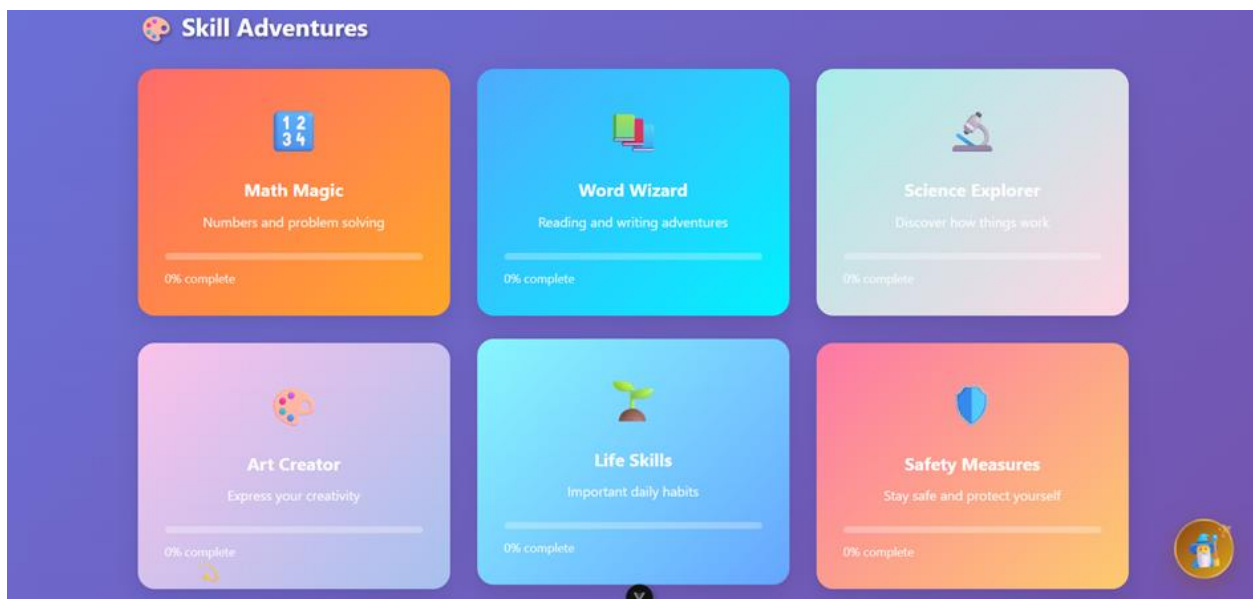 Skill Adventures
1 2
3 4
Math Magic
Numbers and problem solving
0% complete
Word Wizard
Reading and writing adventures
0% complete
Science Explorer
Discover how things work
0% complete
Art Creator
Express your creativity
0% complete
Life Skills
Important daily habits
0% complete
Safety Measures
Stay safe and protect yourself
0% complete